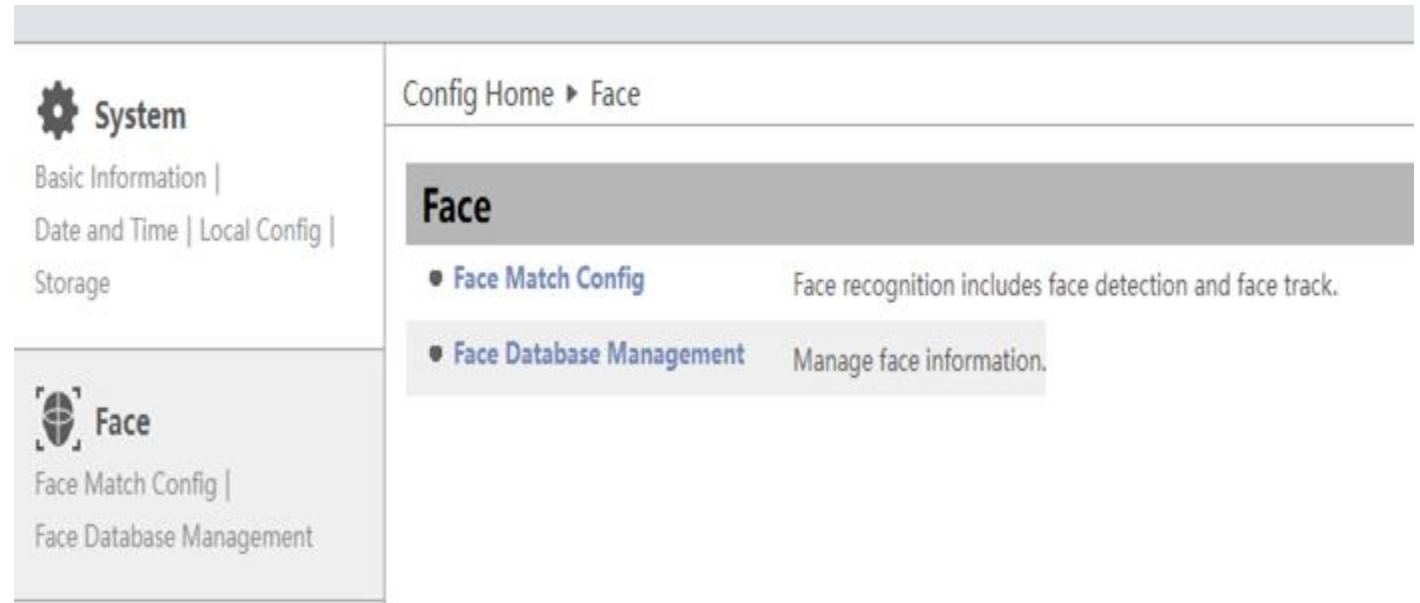 System
Basic Information |
Date and Time | Local Config |
Storage
Face
Face Match Config |
Face Database Management
Config Home ▸ Face
Face
Face Match Config Face recognition includes face detection and face track.
Face Database Management Manage face information.